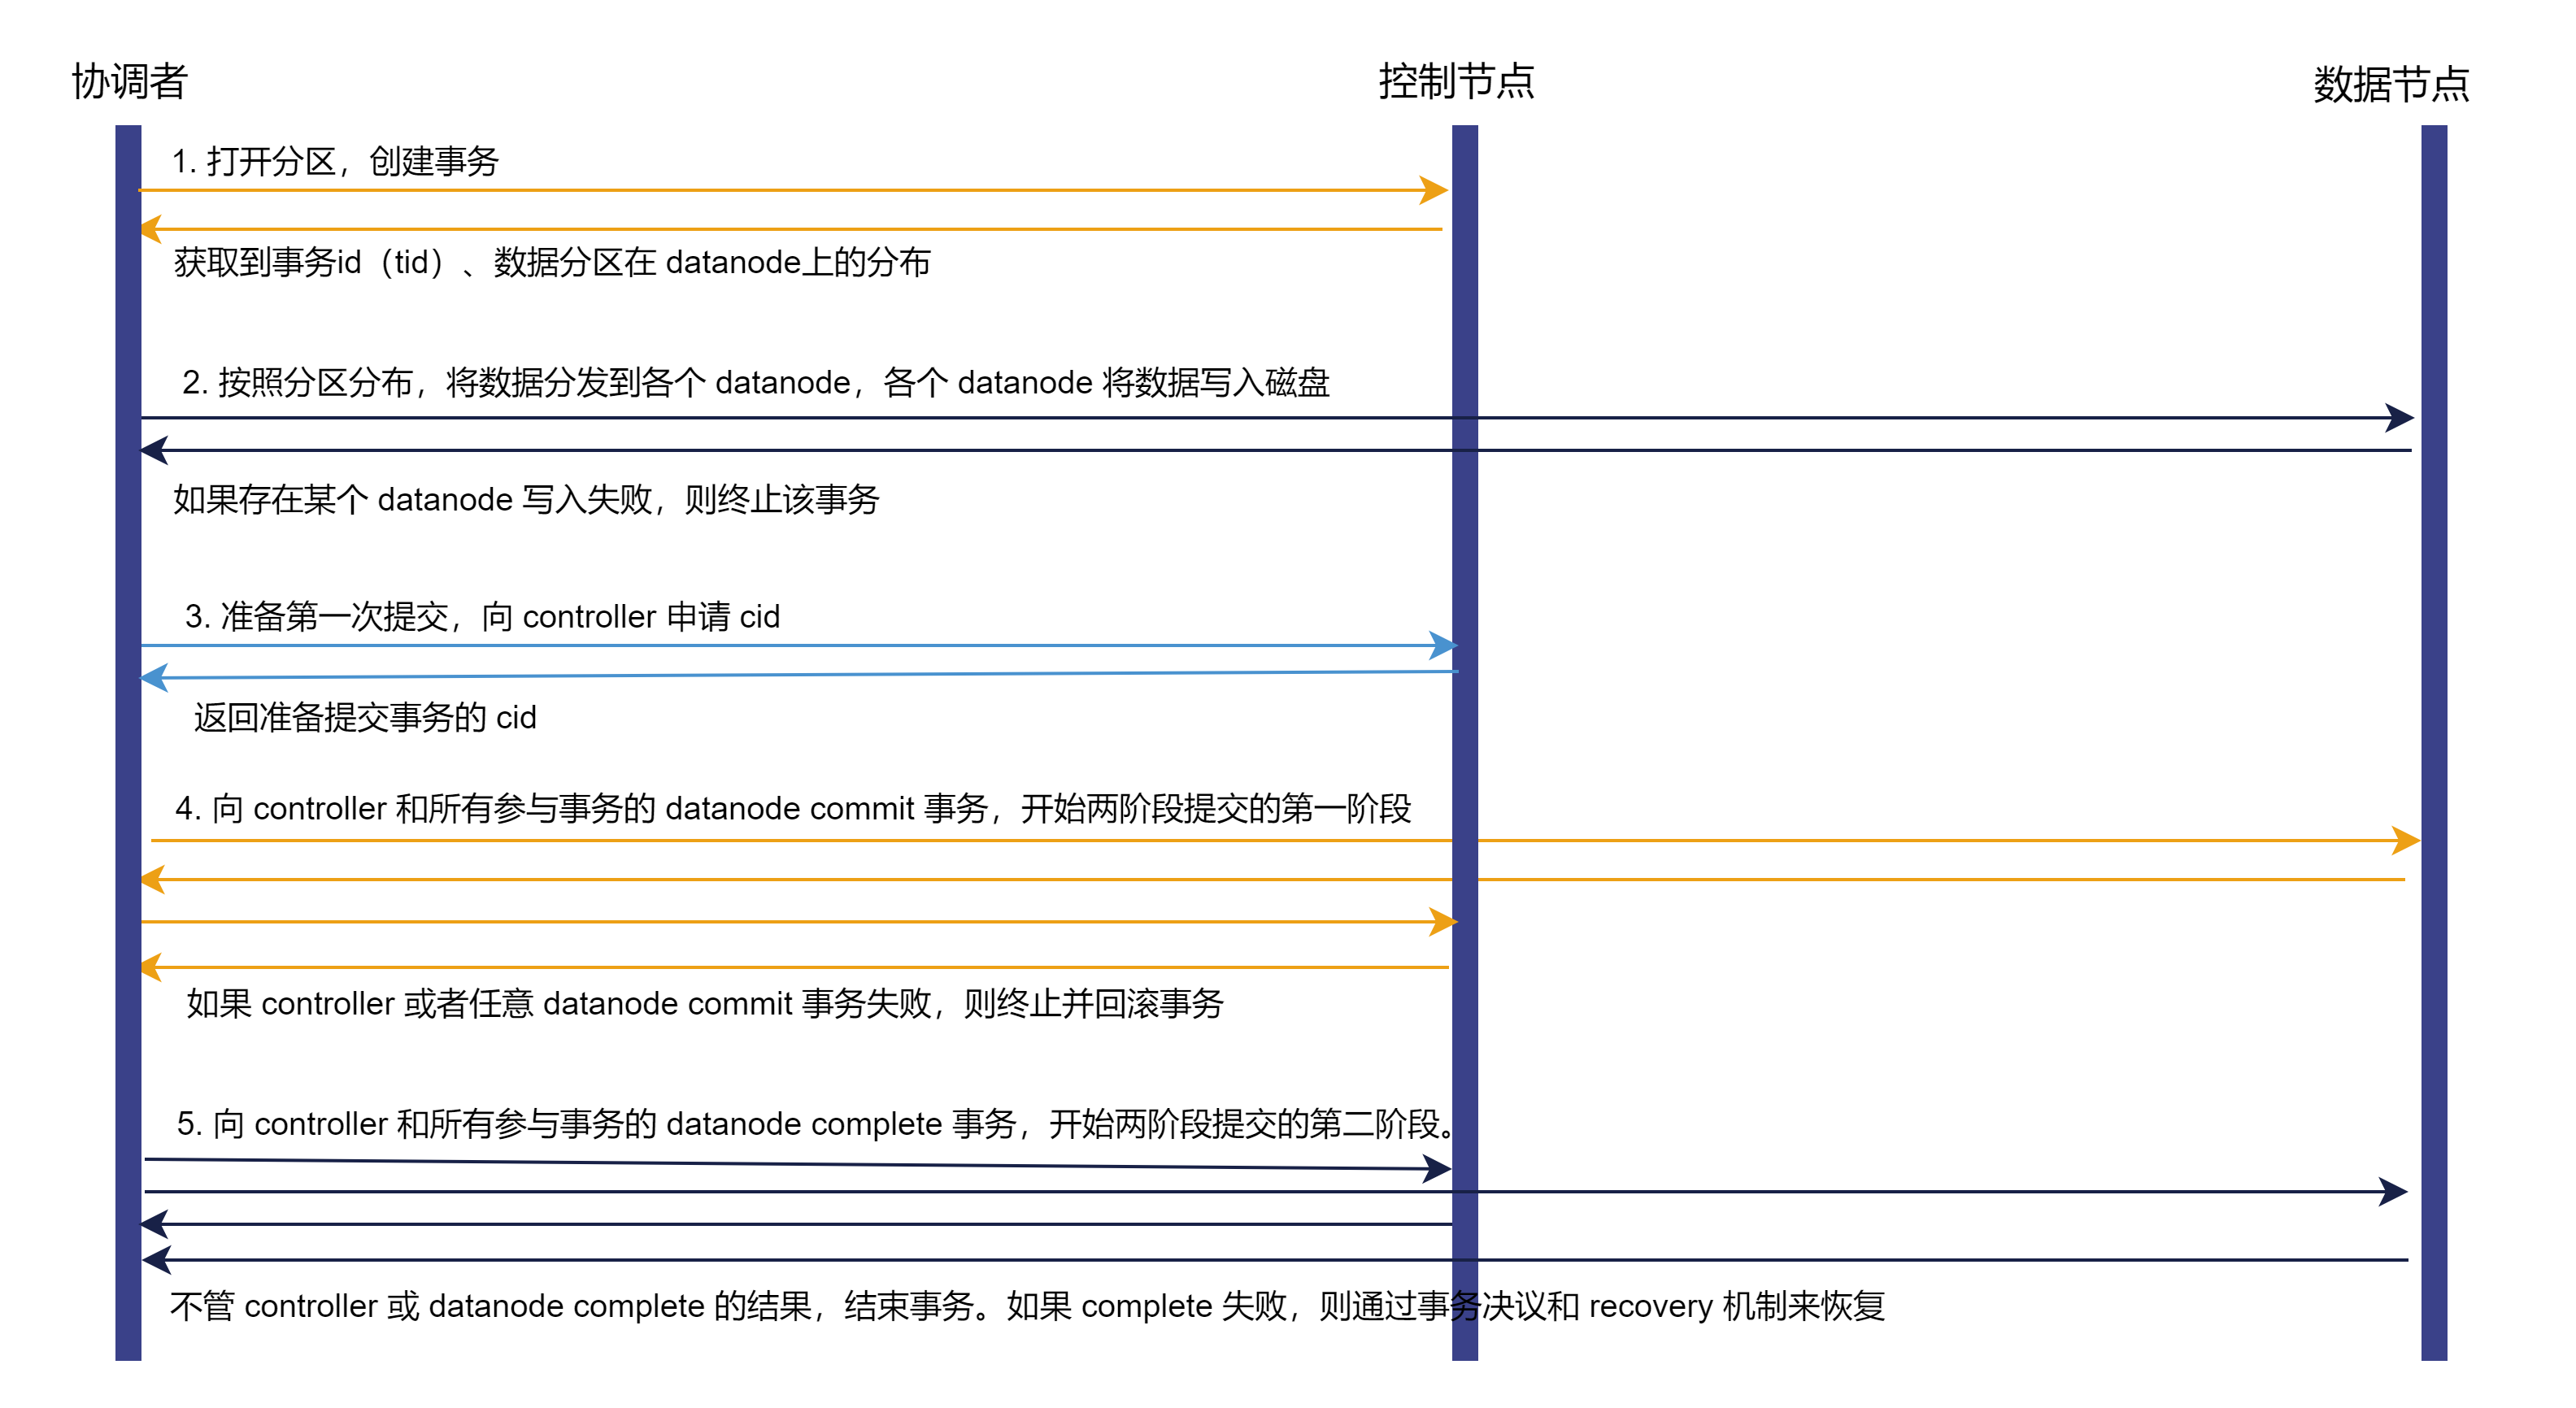 协调者
控制节点
数据节点
1. 打开分区，创建事务
获取到事务id（tid）、数据分区在 datanode上的分布
2. 按照分区分布，将数据分发到各个 datanode，各个 datanode 将数据写入磁盘
如果存在某个 datanode 写入失败，则终止该事务
3. 准备第一次提交，向 controller 申请 cid
返回准备提交事务的 cid
4. 向 controller 和所有参与事务的 datanode commit 事务，开始两阶段提交的第一阶段
如果 controller 或者任意 datanode commit 事务失败，则终止并回滚事务
5. 向 controller 和所有参与事务的 datanode complete 事务，开始两阶段提交的第二阶段。
不管 controller 或 datanode complete 的结果，结束事务。如果 complete 失败，则通过事务决议和 recovery 机制来恢复